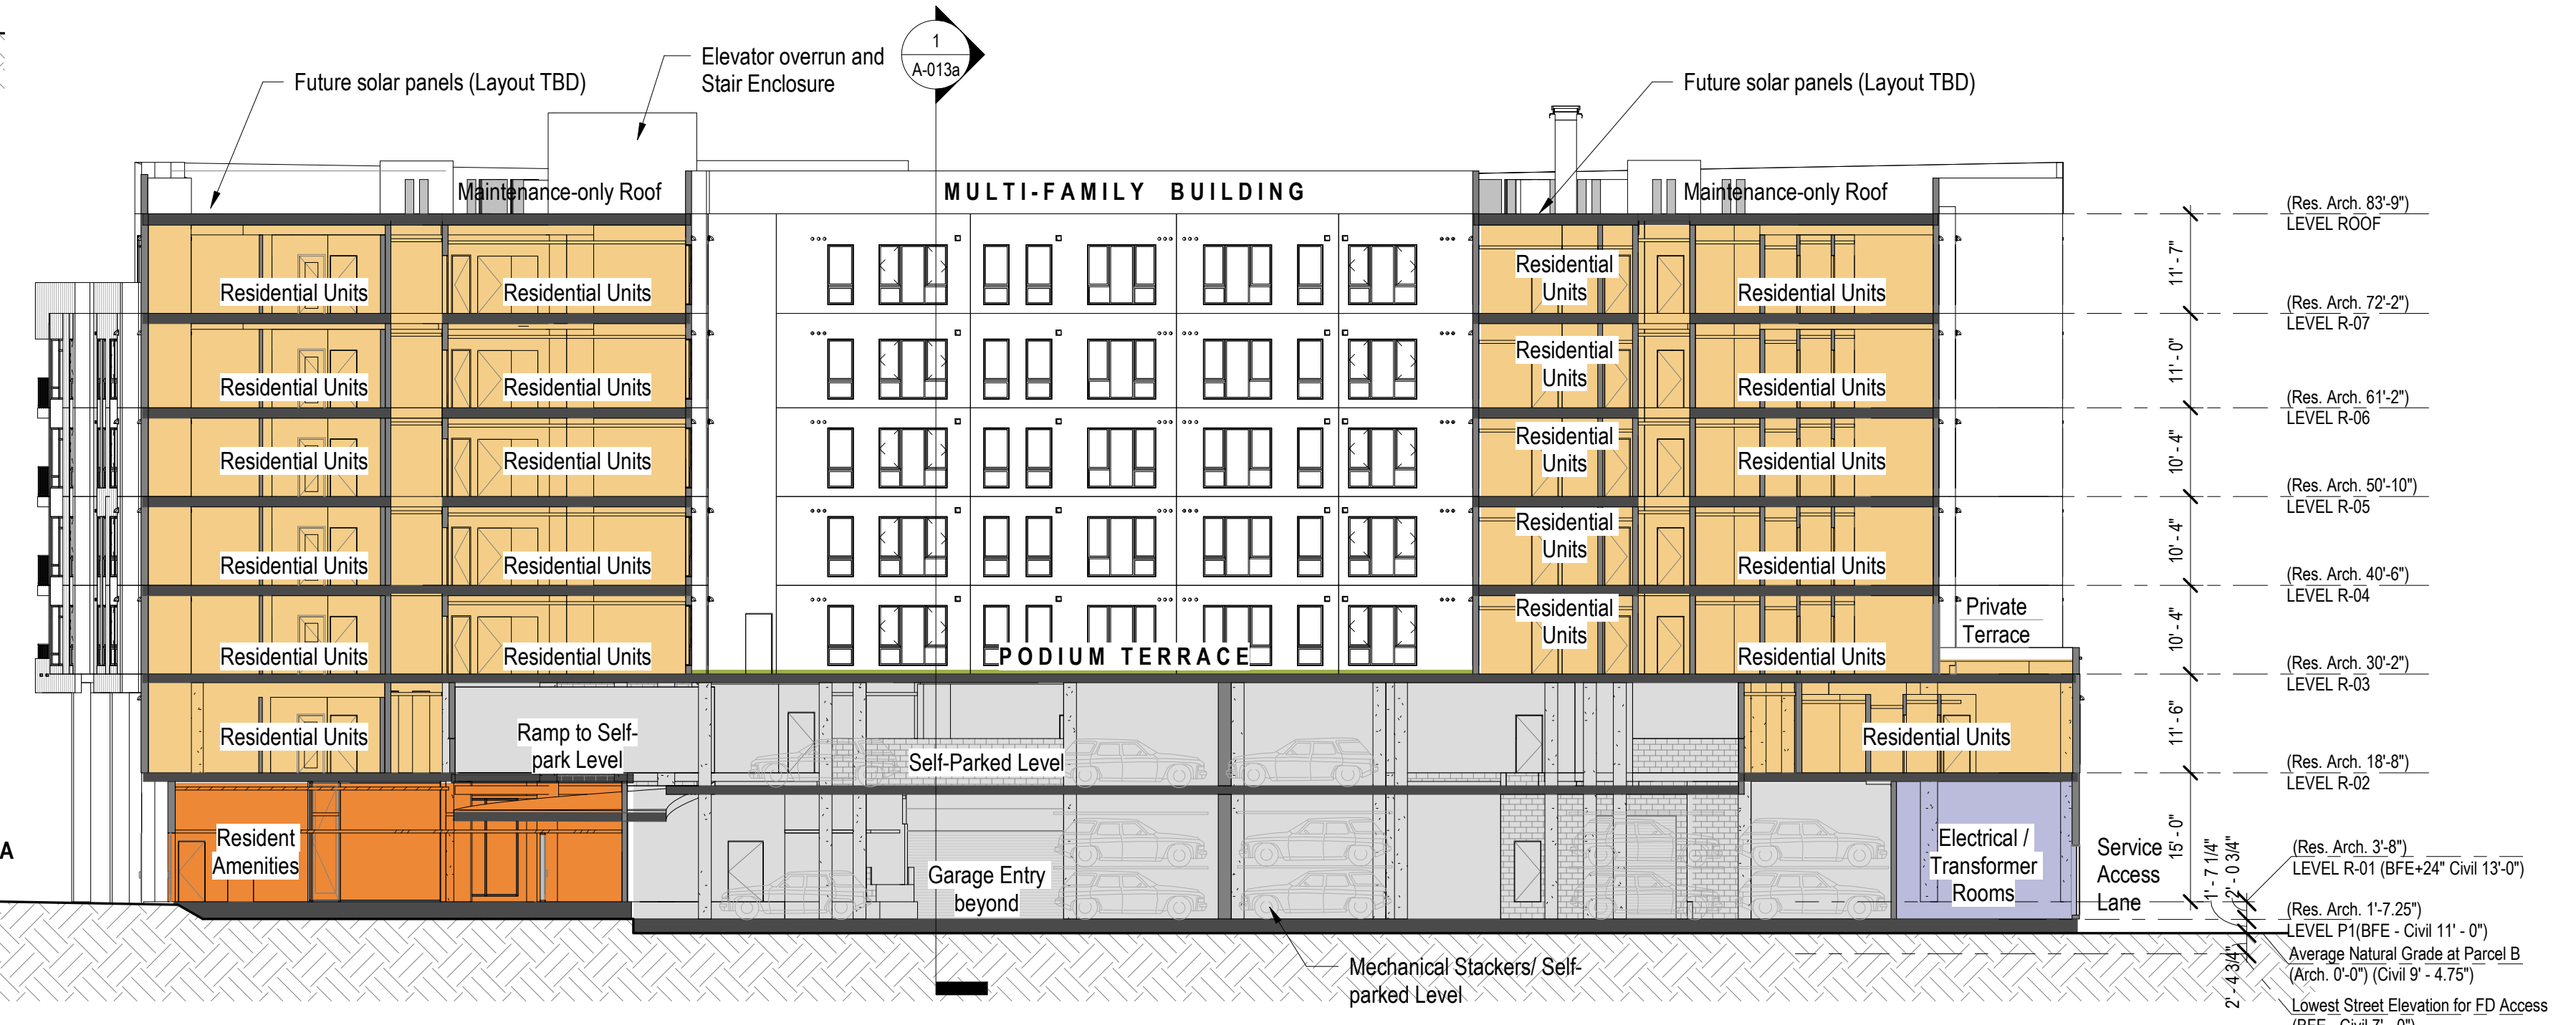 1
A-013a
Elevator overrun and
Stair Enclosure
Future solar panels (Layout TBD)
Future solar panels (Layout TBD)
Maintenance-only Roof
MULTI-FAMILY BUILDING
Maintenance-only Roof
(Res. Arch. 83'-9")
LEVEL ROOF
11' - 7"
Residential Units
Residential Units
Residential
Units
Residential Units
(Res. Arch. 72'-2")
LEVEL R-07
11' - 0"
Residential Units
Residential Units
Residential
Units
Residential Units
(Res. Arch. 61'-2")
LEVEL R-06
10' - 4"
Residential Units
Residential Units
Residential
Units
Residential Units
(Res. Arch. 50'-10")
LEVEL R-05
10' - 4"
Residential Units
Residential Units
Residential
Units
Residential Units
(Res. Arch. 40'-6")
LEVEL R-04
10' - 4"
Residential Units
Residential Units
PODIUM TERRACE
Residential
Units
Residential Units
Private
Terrace
(Res. Arch. 30'-2")
LEVEL R-03
11' - 6"
Residential Units
Ramp to Self-
park Level
Self-Parked Level
Residential Units
(Res. Arch. 18'-8")
LEVEL R-02
15' - 0"
A
Resident
Amenities
Garage Entry
beyond
Electrical /
Transformer
Rooms
Service
Access
Lane
1' - 7 1/4"
2' - 0 3/4"
(Res. Arch. 3'-8")
LEVEL R-01 (BFE+24" Civil 13'-0")
(Res. Arch. 1'-7.25")
LEVEL P1(BFE - Civil 11' - 0")
Average Natural Grade at Parcel B
(Arch. 0'-0") (Civil 9' - 4.75")
2' - 4 3/4"
Mechanical Stackers/ Self-
parked Level
Lowest Street Elevation for FD Access
(BFE - Civil 7' - 0")